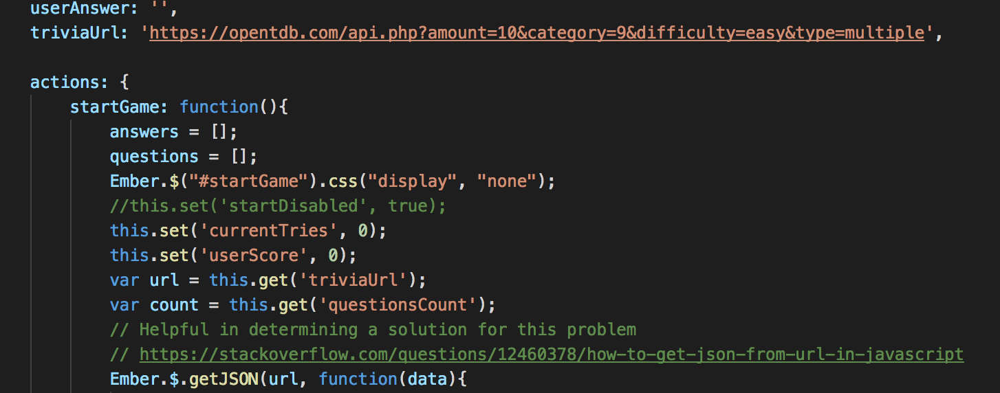 userAnswer: '',
triviaUrl: 'https://opentdb.com/api.php?amount=10&category=9&difficulty=easy&type=multiple',
actions: {
startGame: function(){
answers = [];
questions = [];
Ember.$("#startGame").css("display", "none");
//this.set('startDisabled', true);
this.set('currentTries', 0);
this.set('userScore', 0);
var url = this.get('triviaUrl');
var count = this.get('questionsCount');
// Helpful in determining a solution for this problem
// https://stackoverflow.com/questions/12460378/how-to-get-json-from-url-in-javascript
Ember.$.getJSON(url, function(data){